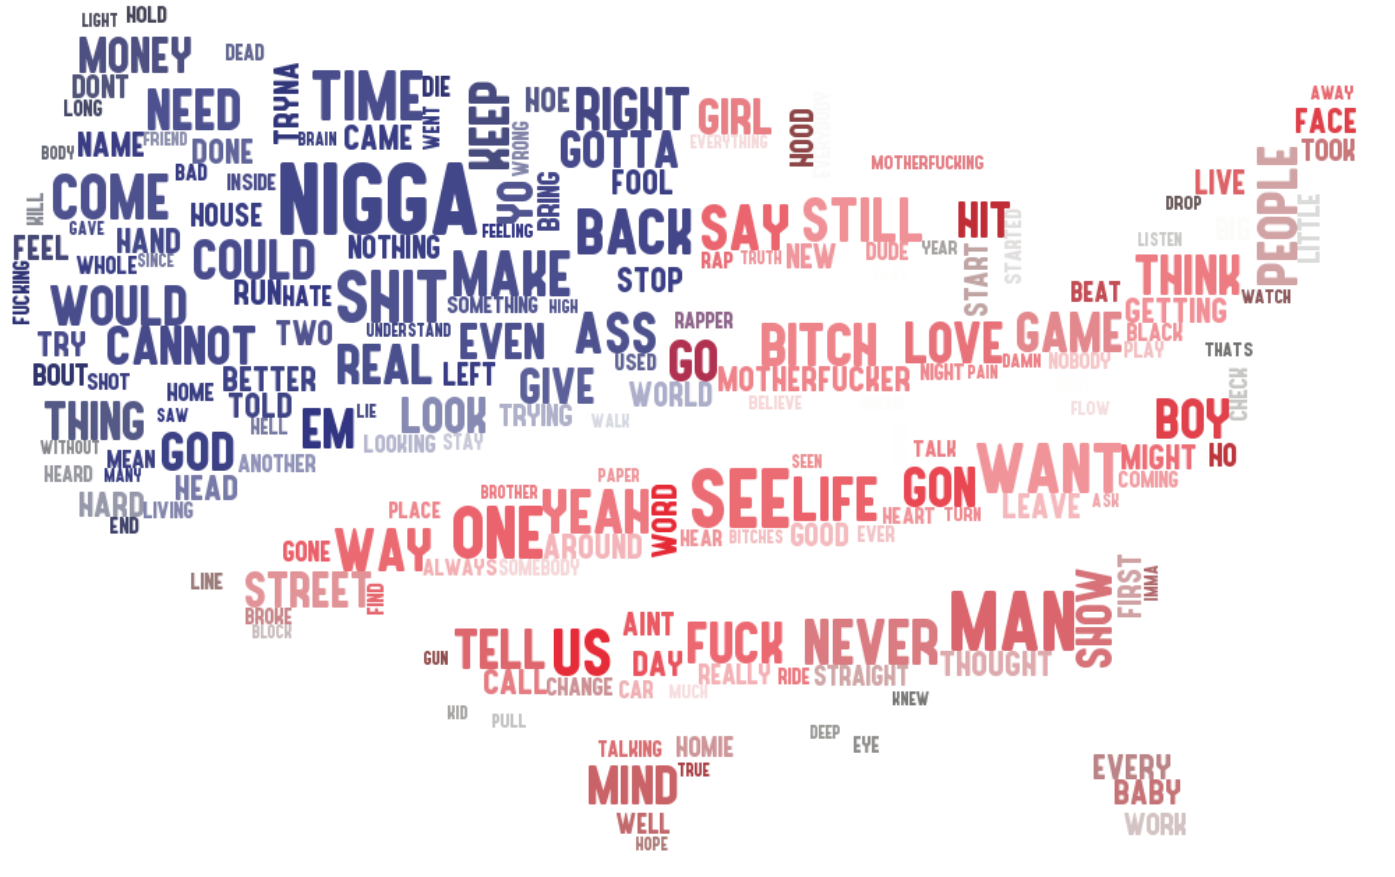 LIGHT HOLD
MONEY DEAD
DONT TRYNA TIME DIE KEEP HOE RIGHT GIRL HOOD AWAY
LONG NEED WENT FACE
BODY NAME FRIEND DONE BRAIN CAME WRONG GOTTA EVERYTHING EVERYBODY TOOK
BAD INSIDE NIGGA YO BRING FOOL MOTHERFUCKING LIVE PEOPLE
KILL COME HOUSE DROP LITTLE
GAVE HAND FEELING BACK SAY STILL HIT STARTED BIG
FEEL WHOLE SINCE COULD NOTHING RAP TRUTH NEW DUDE YEAR START LISTEN
FUCKING RUN HATE SHIT MAKE STOP BEAT THINK WATCH
WOULD SOMETHING HIGH GETTING
TRY CANNOT TWO UNDERSTAND EVEN ASS RAPPER BITCH LOVE GAME BLACK
BOUT SHOT BETTER REAL LEFT USED GO DAMN NOBODY PLAY THATS
HOME GIVE WORLD MOTHERFUCKER NIGHT PAIN CHECK
THING SAW TOLD EM LIE LOOK TRYING WALK BELIEVE FLOW BOY
WITHOUT HELL LOOKING STAY
HEARD MEAN GOD ANOTHER SEEN TALK WANT MIGHT HO
MANY HEAD PAPER SEE LIFE GON COMING
HARD LIVING BROTHER YEAH WORD LEAVE ASK
END PLACE ONE HEART TURN
GONE WAY AROUND HEAR BITCHES GOOD EVER
LINE STREET FIND ALWAYS SOMEBODY SHOW FIRST IMMA
BROKE AINT MAN
BLOCK TELL US FUCK NEVER
GUN DAY THOUGHT
CALL CHANGE CAR MUCH REALLY RIDE STRAIGHT
KID PULL KNEW
DEEP EYE
TALKING HOMIE EVERY
MIND TRUE BABY
WELL WORK
HOPE